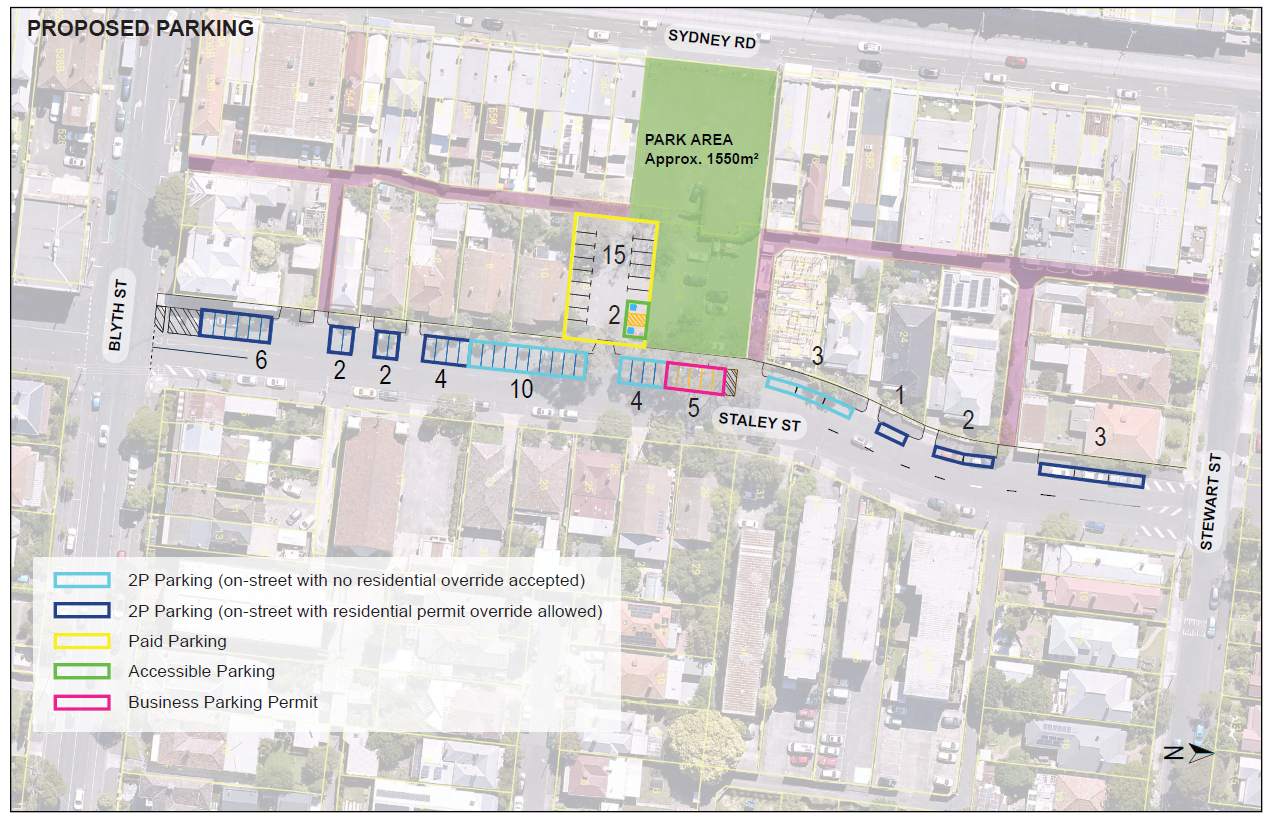 PROPOSED PARKING
SYDNEY RD
PARK AREA
Approx. 1550m²
15
2
BLYTH ST
6
2
2
4
10
4
5
3
1
2
3
STALEY ST
STEWART ST
2P Parking (on-street with no residential override accepted)
2P Parking (on-street with residential permit override allowed)
Paid Parking
Accessible Parking
Business Parking Permit
N